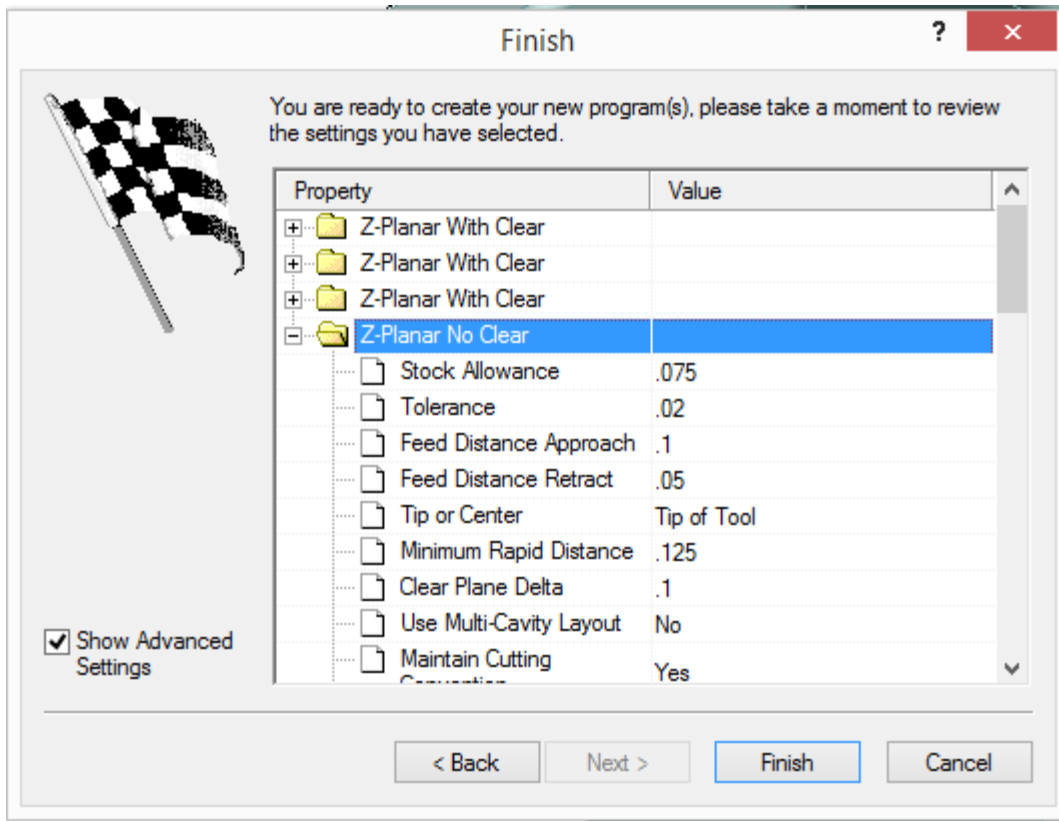 Finish
?
You are ready to create your new program(s), please take a moment to review
the settings you have selected.
Property Value
Z-Planar With Clear
Z-Planar With Clear
Z-Planar With Clear
Z-Planar No Clear
Stock Allowance .075
Tolerance .02
Feed Distance Approach .1
Feed Distance Retract .05
Tip or Center Tip of Tool
Minimum Rapid Distance .125
Clear Plane Delta .1
Use Multi-Cavity Layout No
Maintain Cutting
Yes
Show Advanced
Settings
< Back Next > Finish Cancel